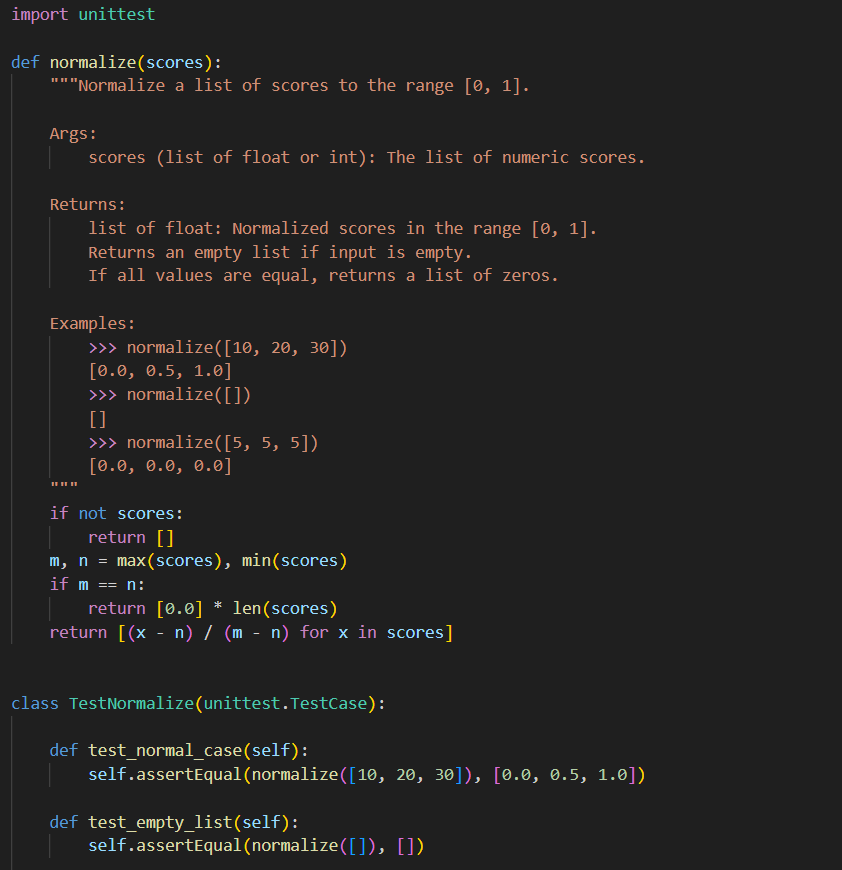 import unittest

def normalize(scores):
    """Normalize a list of scores to the range [0, 1].

    Args:
        scores (list of float or int): The list of numeric scores.

    Returns:
        list of float: Normalized scores in the range [0, 1].
        Returns an empty list if input is empty.
        If all values are equal, returns a list of zeros.

    Examples:
        >>> normalize([10, 20, 30])
        [0.0, 0.5, 1.0]
        >>> normalize([])
        []
        >>> normalize([5, 5, 5])
        [0.0, 0.0, 0.0]
    """
    if not scores:
        return []
    m, n = max(scores), min(scores)
    if m == n:
        return [0.0] * len(scores)
    return [(x - n) / (m - n) for x in scores]


class TestNormalize(unittest.TestCase):

    def test_normal_case(self):
        self.assertEqual(normalize([10, 20, 30]), [0.0, 0.5, 1.0])

    def test_empty_list(self):
        self.assertEqual(normalize([]), [])